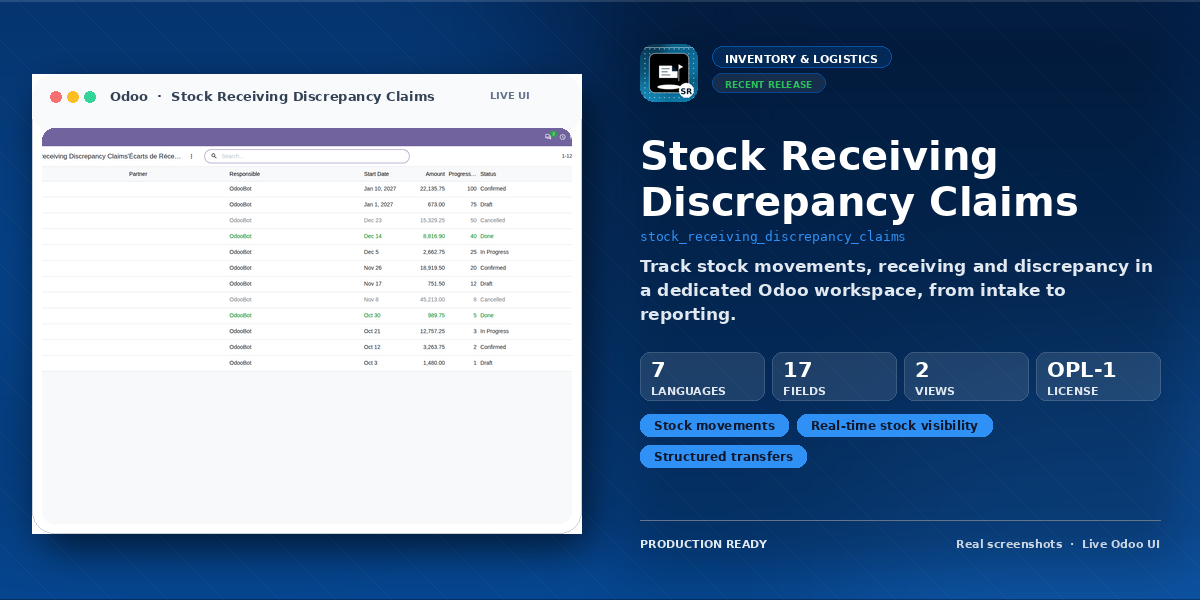 Odoo · Stock Receiving Discrepancy Claims LIVE UI
eceiving Discrepancy Claims'Écarts de Réce... Search... 1-12
Partner Responsible Start Date Amount Progress... Status
OdooBot Jan 10, 2027 22,135.75 100 Confirmed
OdooBot Jan 1, 2027 673.00 75 Draft
OdooBot Dec 23 15,329.25 50 Cancelled
OdooBot Dec 14 8,816.90 40 Done
OdooBot Dec 5 2,662.75 25 In Progress
OdooBot Nov 26 18,919.50 20 Confirmed
OdooBot Nov 17 751.50 12 Draft
OdooBot Nov 8 45,213.00 8 Cancelled
OdooBot Oct 30 989.75 5 Done
OdooBot Oct 21 12,757.25 3 In Progress
OdooBot Oct 12 3,263.75 2 Confirmed
OdooBot Oct 3 1,480.00 1 Draft
SR
INVENTORY & LOGISTICS
RECENT RELEASE
Stock Receiving
Discrepancy Claims
stock_receiving_discrepancy_claims
Track stock movements, receiving and discrepancy in
a dedicated Odoo workspace, from intake to
reporting.
7 17 2 OPL-1
LANGUAGES FIELDS VIEWS LICENSE
Stock movements Real-time stock visibility
Structured transfers
PRODUCTION READY Real screenshots · Live Odoo UI